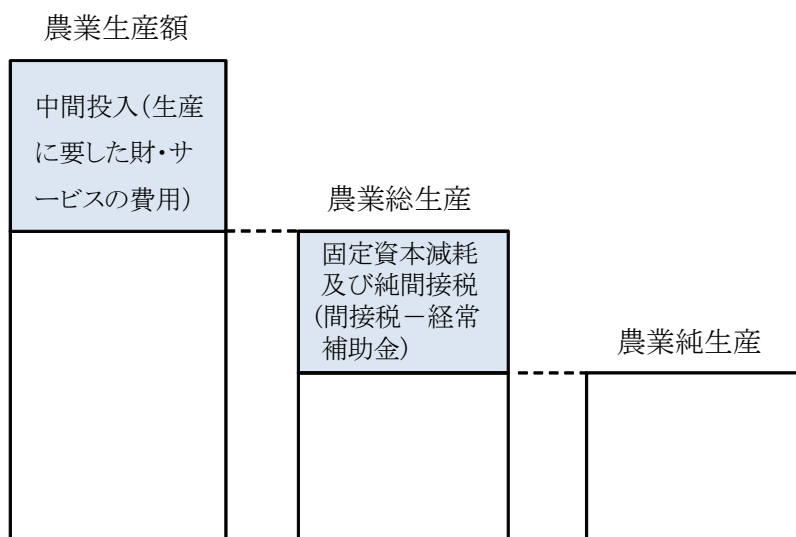 農業生産額
中間投入(生産
に要した財・サ
ービスの費用)
農業総生産
固定資本減耗
及び純間接税
(間接税－経常
補助金)
農業純生産